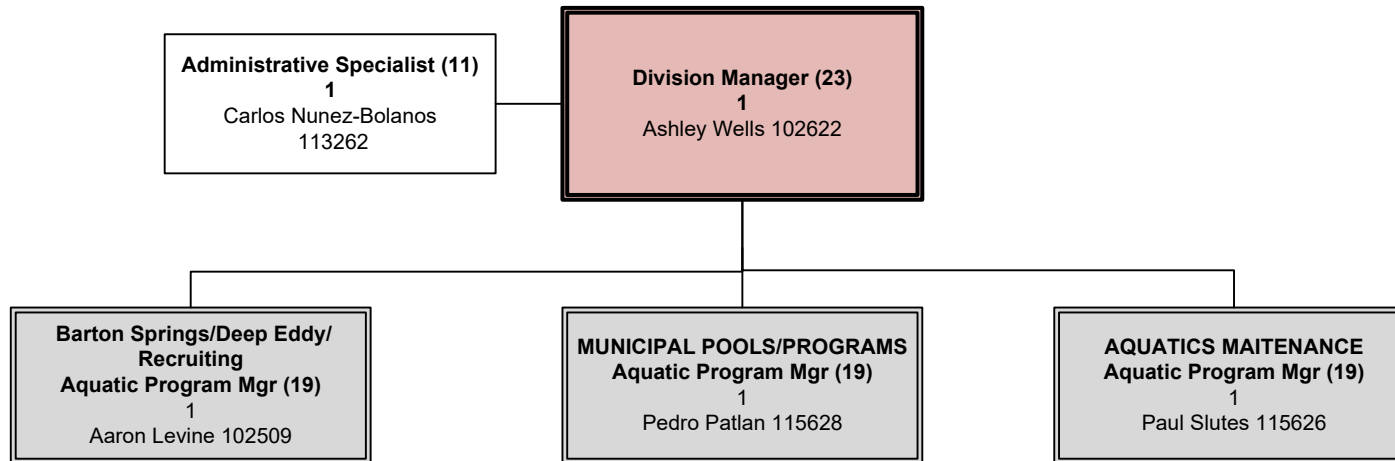 Administrative Specialist (11)
1
Carlos Nunez-Bolanos
113262
Division Manager (23)
1
Ashley Wells 102622
Barton Springs/Deep Eddy/
Recruiting
Aquatic Program Mgr (19)
1
Aaron Levine 102509
MUNICIPAL POOLS/PROGRAMS
Aquatic Program Mgr (19)
1
Pedro Patlan 115628
AQUATICS MAITENANCE
Aquatic Program Mgr (19)
1
Paul Slutes 115626